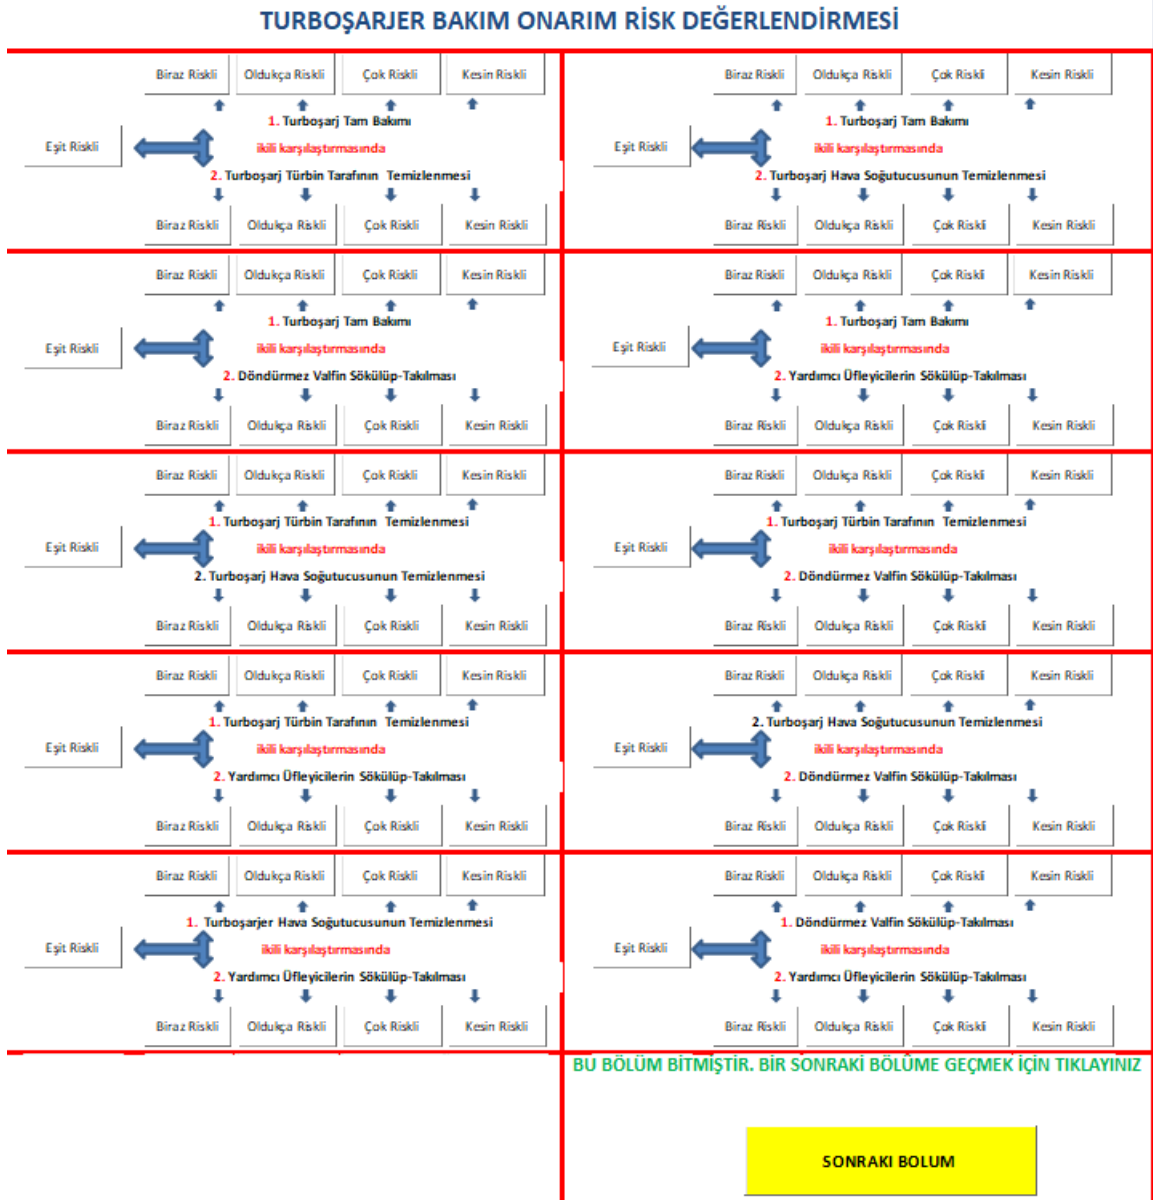 TURBOŞARJER BAKIM ONARIM RİSK DEĞERLENDİRMESİ
Biraz Riskli Oldukça Riskli Çok Riskli Kesin Riskli
1. Turboşarj Tam Bakımı
Eşit Riskli ikili karşılaştırmasında
2. Turboşarj Türbin Tarafının Temizlenmesi
Biraz Riskli Oldukça Riskli Çok Riskli Kesin Riskli
Biraz Riskli Oldukça Riskli Çok Riskli Kesin Riskli
1. Turboşarj Tam Bakımı
Eşit Riskli ikili karşılaştırmasında
2. Turboşarj Hava Soğutucusunun Temizlenmesi
Biraz Riskli Oldukça Riskli Çok Riskli Kesin Riskli
Biraz Riskli Oldukça Riskli Çok Riskli Kesin Riskli
1. Turboşarj Tam Bakımı
Eşit Riskli ikili karşılaştırmasında
2. Döndürmez Valfin Sökülüp-Takılması
Biraz Riskli Oldukça Riskli Çok Riskli Kesin Riskli
Biraz Riskli Oldukça Riskli Çok Riskli Kesin Riskli
1. Turboşarj Tam Bakımı
Eşit Riskli ikili karşılaştırmasında
2. Yardımcı Üfleyicilerin Sökülüp-Takılması
Biraz Riskli Oldukça Riskli Çok Riskli Kesin Riskli
Biraz Riskli Oldukça Riskli Çok Riskli Kesin Riskli
1. Turboşarj Türbin Tarafının Temizlenmesi
Eşit Riskli ikili karşılaştırmasında
2. Turboşarj Hava Soğutucusunun Temizlenmesi
Biraz Riskli Oldukça Riskli Çok Riskli Kesin Riskli
Biraz Riskli Oldukça Riskli Çok Riskli Kesin Riskli
1. Turboşarj Türbin Tarafının Temizlenmesi
Eşit Riskli ikili karşılaştırmasında
2. Döndürmez Valfin Sökülüp-Takılması
Biraz Riskli Oldukça Riskli Çok Riskli Kesin Riskli
Biraz Riskli Oldukça Riskli Çok Riskli Kesin Riskli
1. Turboşarj Türbin Tarafının Temizlenmesi
Eşit Riskli ikili karşılaştırmasında
2. Yardımcı Üfleyicilerin Sökülüp-Takılması
Biraz Riskli Oldukça Riskli Çok Riskli Kesin Riskli
Biraz Riskli Oldukça Riskli Çok Riskli Kesin Riskli
2. Turboşarj Hava Soğutucusunun Temizlenmesi
Eşit Riskli ikili karşılaştırmasında
2. Döndürmez Valfin Sökülüp-Takılması
Biraz Riskli Oldukça Riskli Çok Riskli Kesin Riskli
Biraz Riskli Oldukça Riskli Çok Riskli Kesin Riskli
1. Turboşarjer Hava Soğutucusunun Temizlenmesi
Eşit Riskli ikili karşılaştırmasında
2. Yardımcı Üfleyicilerin Sökülüp-Takılması
Biraz Riskli Oldukça Riskli Çok Riskli Kesin Riskli
Biraz Riskli Oldukça Riskli Çok Riskli Kesin Riskli
1. Döndürmez Valfin Sökülüp-Takılması
Eşit Riskli ikili karşılaştırmasında
2. Yardımcı Üfleyicilerin Sökülüp-Takılması
Biraz Riskli Oldukça Riskli Çok Riskli Kesin Riskli
BU BÖLÜM BİTMİŞTİR. BİR SONRAKİ BÖLÜME GEÇMEK İÇİN TIKLAYINIZ
SONRAKI BOLUM